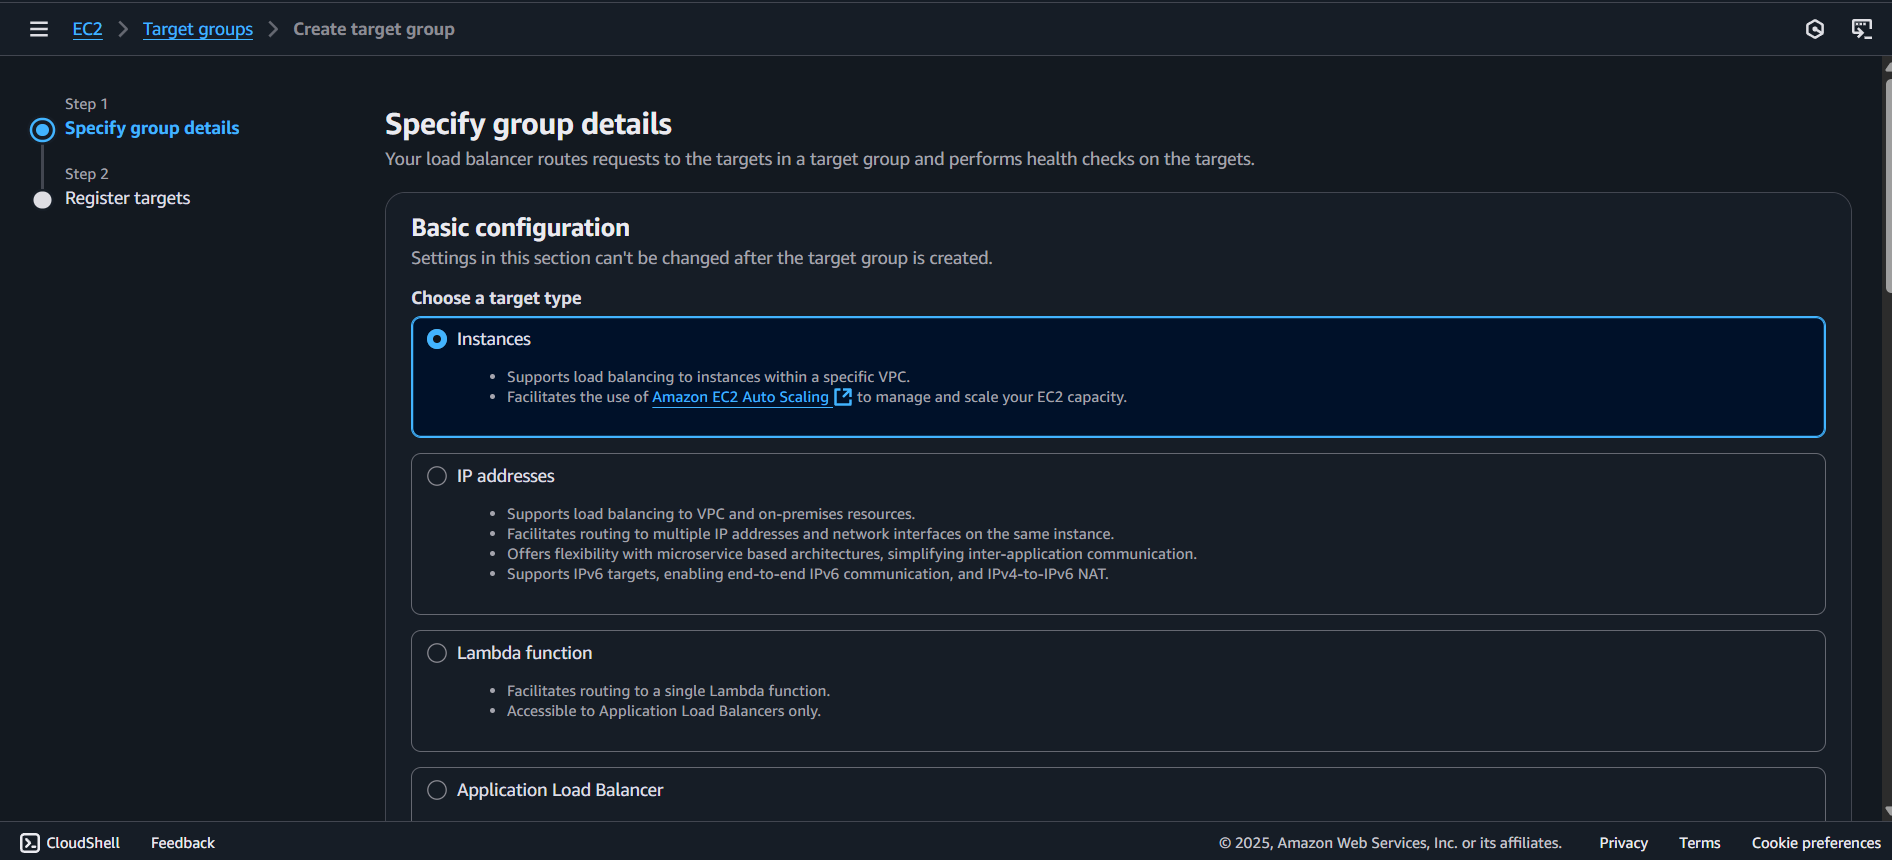 EC2 > Target groups > Create target group
Step 1
Specify group details
Step 2
Register targets
Specify group details
Your load balancer routes requests to the targets in a target group and performs health checks on the targets.
Basic configuration
Settings in this section can't be changed after the target group is created.
Choose a target type
Instances
• Supports load balancing to instances within a specific VPC.
• Facilitates the use of Amazon EC2 Auto Scaling to manage and scale your EC2 capacity.
IP addresses
• Supports load balancing to VPC and on-premises resources.
• Facilitates routing to multiple IP addresses and network interfaces on the same instance.
• Offers flexibility with microservice based architectures, simplifying inter-application communication.
• Supports IPv6 targets, enabling end-to-end IPv6 communication, and IPv4-to-IPv6 NAT.
Lambda function
• Facilitates routing to a single Lambda function.
• Accessible to Application Load Balancers only.
Application Load Balancer
CloudShell Feedback © 2025, Amazon Web Services, Inc. or its affiliates. Privacy Terms Cookie preferences